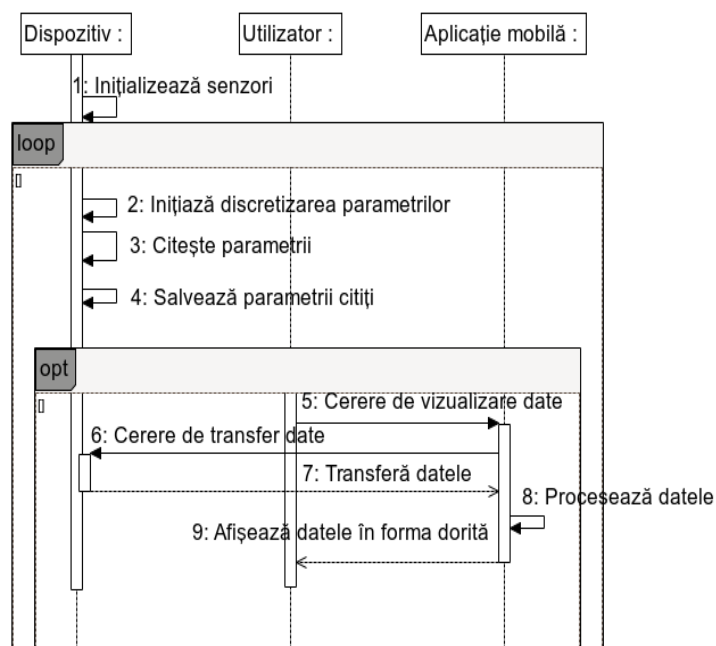 Dispozitiv :
Utilizator :
Aplicație mobilă :
1: Inițializează senzori
loop
[]
2: Inițiază discretizarea parametrilor
3: Citește parametrii
4: Salvează parametrii citiți
opt
[]
5: Cerere de vizualizare date
6: Cerere de transfer date
7: Transferă datele
8: Procesează datele
9: Afișează datele în forma dorită